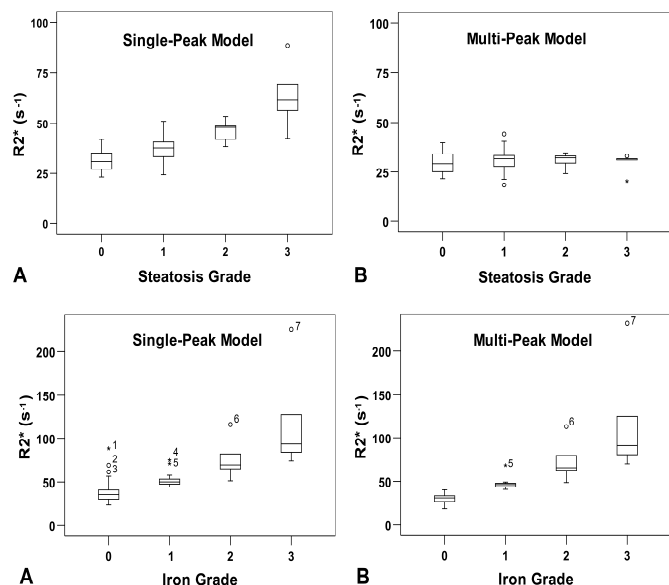 Single-Peak Model
100
75
50
25
0
R2* (s-1)
0 1 2 3
A
Steatosis Grade
Multi-Peak Model
100
75
50
25
0
R2* (s-1)
0 1 2 3
B
Steatosis Grade
Single-Peak Model
200
150
100
50
0
R2* (s-1)
*1
2
3
4
*5
6
7
0 1 2 3
A
Iron Grade
Multi-Peak Model
200
150
100
50
0
R2* (s-1)
*5
6
7
0 1 2 3
B
Iron Grade